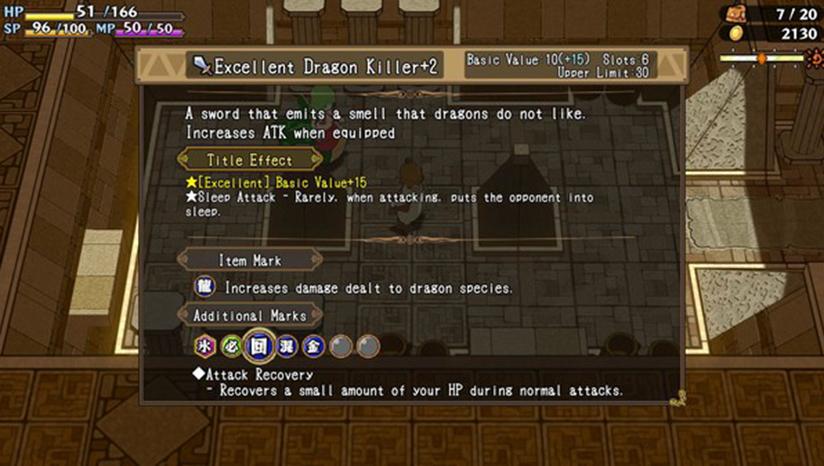 HP 51/166
SP 96/100 MP 50/50
7/20
2130
Excellent Dragon Killer+2
Basic Value 10(+15) Slots:6
Upper Limit:30
A sword that emits a smell that dragons do not like.
Increases ATK when equipped
Title Effect
★[Excellent] Basic Value+15
★Sleep Attack - Rarely, when attacking, puts the opponent into
sleep.
Item Mark
龍 Increases damage dealt to dragon species.
Additional Marks
氷 必 回 混 金
◆Attack Recovery
- Recovers a small amount of your HP during normal attacks.